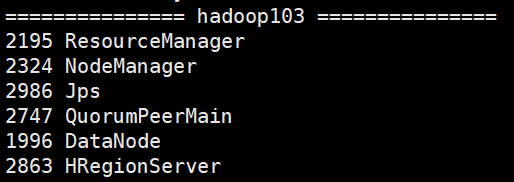 =============== hadoop103 ===============
2195 ResourceManager
2324 NodeManager
2986 Jps
2747 QuorumPeerMain
1996 DataNode
2863 HRegionServer